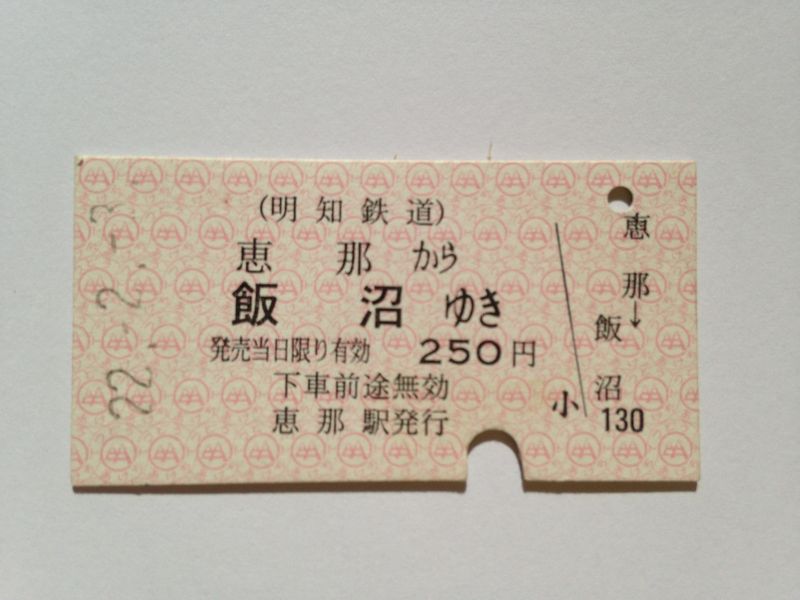 22.-2.-3
(明知鉄道)
恵那から
飯沼ゆき
発売当日限り有効 250円
下車前途無効
恵那駅発行
恵那→
飯沼
小 130